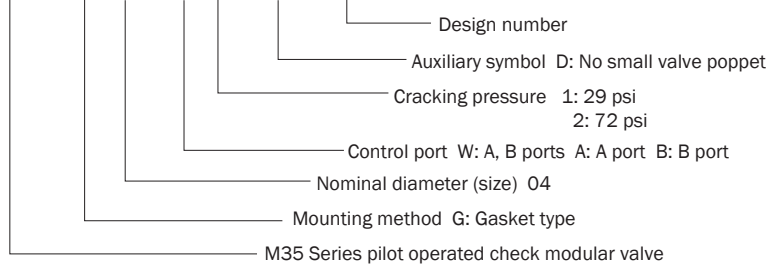 Design number
Auxiliary symbol D: No small valve poppet
Cracking pressure 1: 29 psi
2: 72 psi
Control port W: A, B ports A: A port B: B port
Nominal diameter (size) 04
Mounting method G: Gasket type
M35 Series pilot operated check modular valve